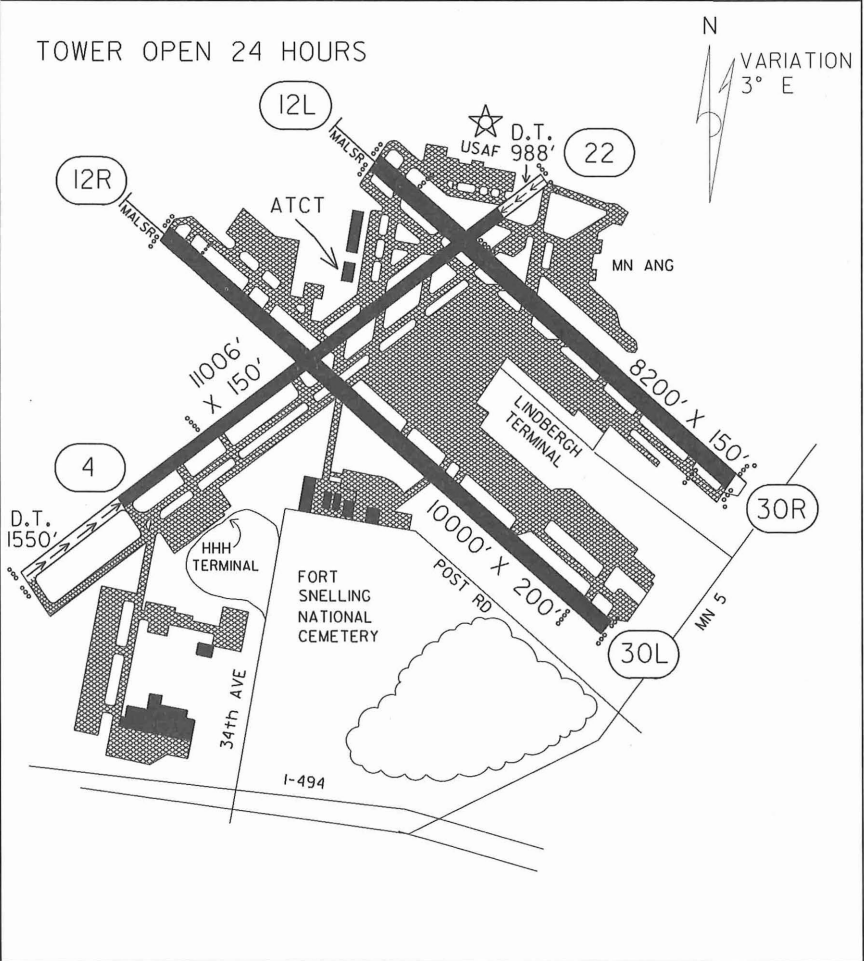 TOWER OPEN 24 HOURS
N
VARIATION
3° E
12L
MALSR
USAF
D.T.
988'
22
12R
MALSR
ATCT
MN ANG
11006'
X 150'
8200' X 150'
LINDBERGH
TERMINAL
4
30R
D.T.
1550'
HHH
TERMINAL
10000' X 200'
FORT
SNELLING
NATIONAL
CEMETERY
POST RD
MN 5
30L
34th AVE
I-494